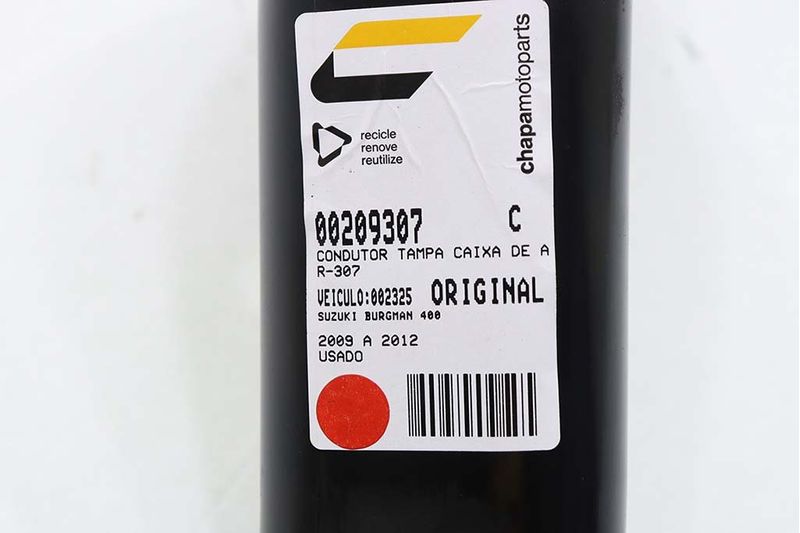 chapamotoparts
recicle
renove
reutilize
00209307 C
CONDUTOR TAMPA CAIXA DE A
R-307
VEICULO:002325 ORIGINAL
SUZUKI BURGMAN 400
2009 A 2012
USADO